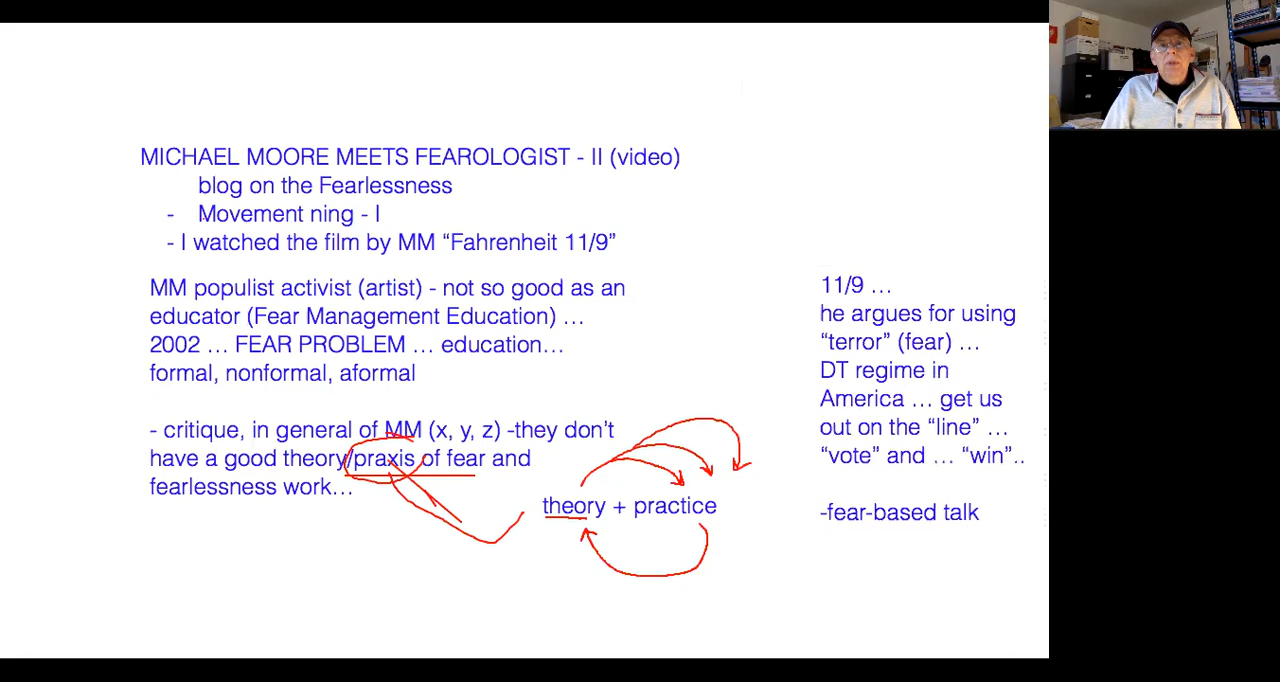 MICHAEL MOORE MEETS FEAROLOGIST - II (video)
blog on the Fearlessness
- Movement ning - I
- I watched the film by MM “Fahrenheit 11/9”
MM populist activist (artist) - not so good as an
educator (Fear Management Education) …
2002 … FEAR PROBLEM … education…
formal, nonformal, aformal
- critique, in general of MM (x, y, z) -they don’t
have a good theory/praxis of fear and
fearlessness work…
theory + practice
11/9 …
he argues for using
“terror” (fear) …
DT regime in
America … get us
out on the “line” …
“vote” and … “win”..
-fear-based talk